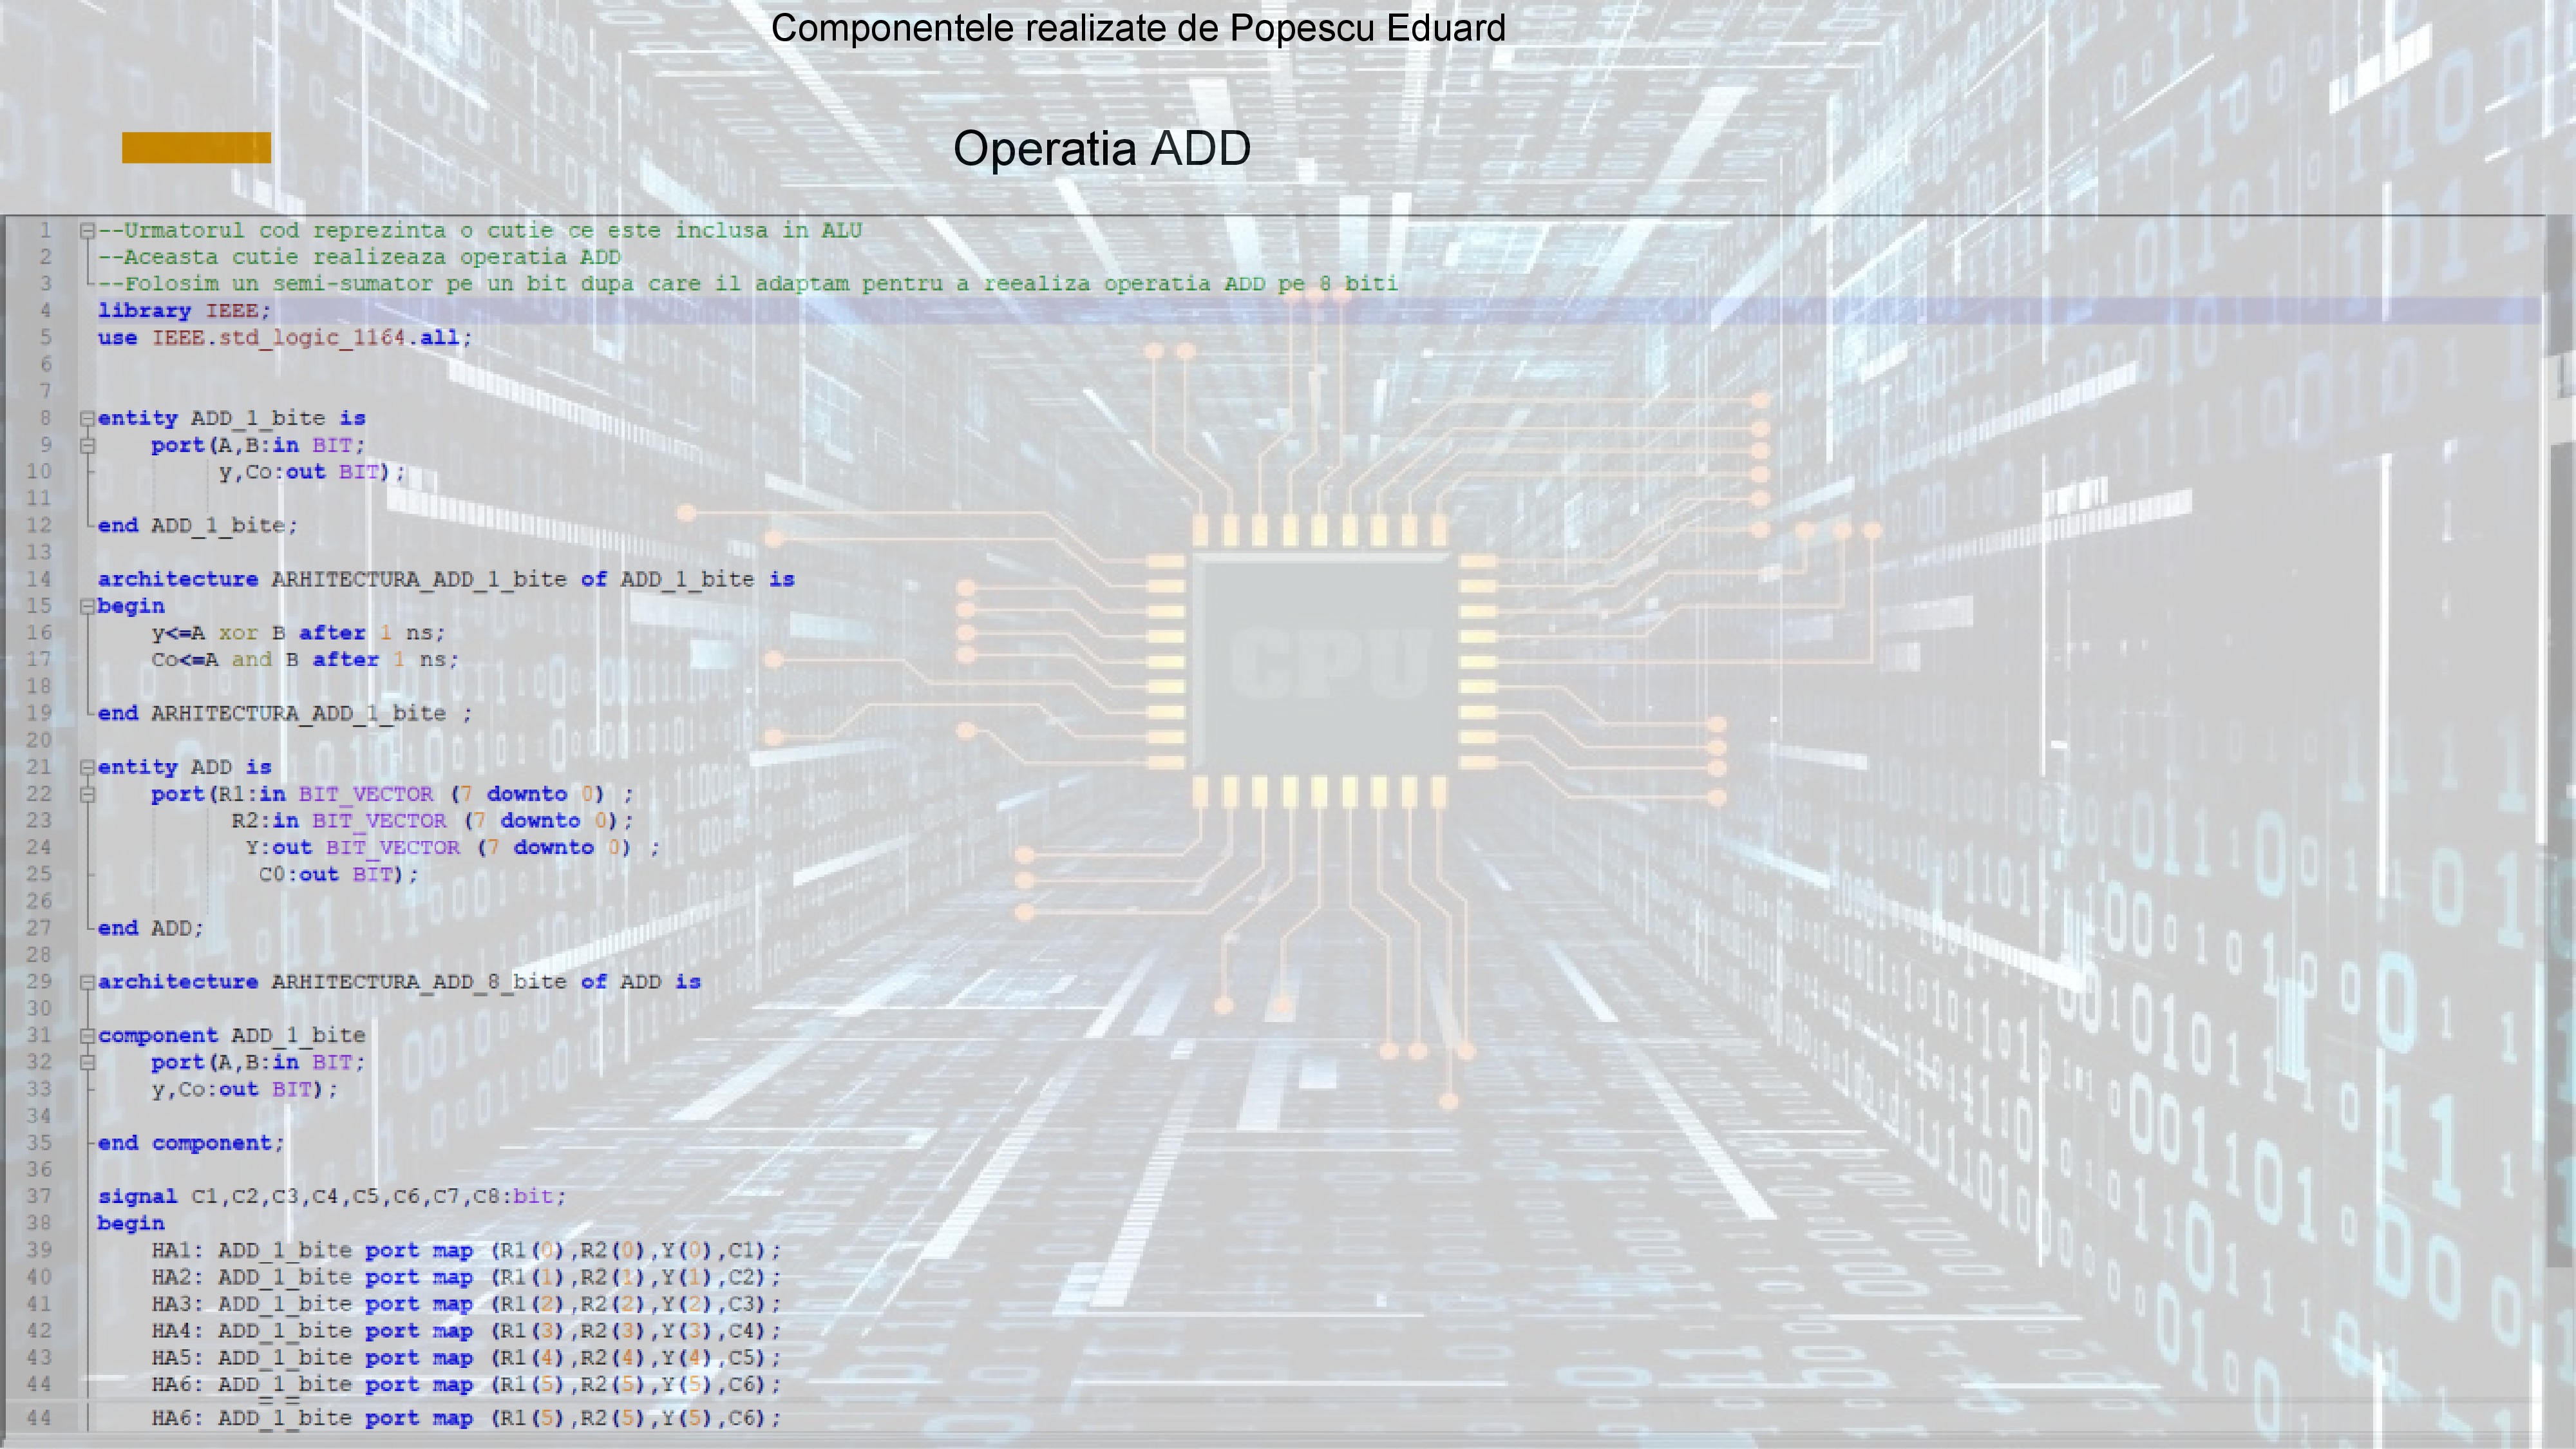 Componentele realizate de Popescu Eduard
Operatia ADD
1 --Urmatorul cod reprezinta o cutie ce este inclusa in ALU
2 --Aceasta cutie realizeaza operatia ADD
3 --Folosim un semi-sumator pe un bit dupa care il adaptam pentru a reealiza operatia ADD pe 8 biti
4 library IEEE;
5 use IEEE.std_logic_1164.all;
6
7
8 entity ADD_1_bite is
9 port(A,B:in BIT;
10 y,Co:out BIT);
11
12 end ADD_1_bite;
13
14 architecture ARHITECTURA_ADD_1_bite of ADD_1_bite is
15 begin
16 y<=A xor B after 1 ns;
17 Co<=A and B after 1 ns;
18
19 end ARHITECTURA_ADD_1_bite ;
20
21 entity ADD is
22 port(R1:in BIT_VECTOR (7 downto 0) ;
23 R2:in BIT_VECTOR (7 downto 0);
24 Y:out BIT_VECTOR (7 downto 0) ;
25 C0:out BIT);
26
27 end ADD;
28
29 architecture ARHITECTURA_ADD_8_bite of ADD is
30
31 component ADD_1_bite
32 port(A,B:in BIT;
33 y,Co:out BIT);
34
35 end component;
36
37 signal C1,C2,C3,C4,C5,C6,C7,C8:bit;
38 begin
39 HA1: ADD_1_bite port map (R1(0),R2(0),Y(0),C1);
40 HA2: ADD_1_bite port map (R1(1),R2(1),Y(1),C2);
41 HA3: ADD_1_bite port map (R1(2),R2(2),Y(2),C3);
42 HA4: ADD_1_bite port map (R1(3),R2(3),Y(3),C4);
43 HA5: ADD_1_bite port map (R1(4),R2(4),Y(4),C5);
44 HA6: ADD_1_bite port map (R1(5),R2(5),Y(5),C6);
44 HA6: ADD_1_bite port map (R1(5),R2(5),Y(5),C6);
CPU